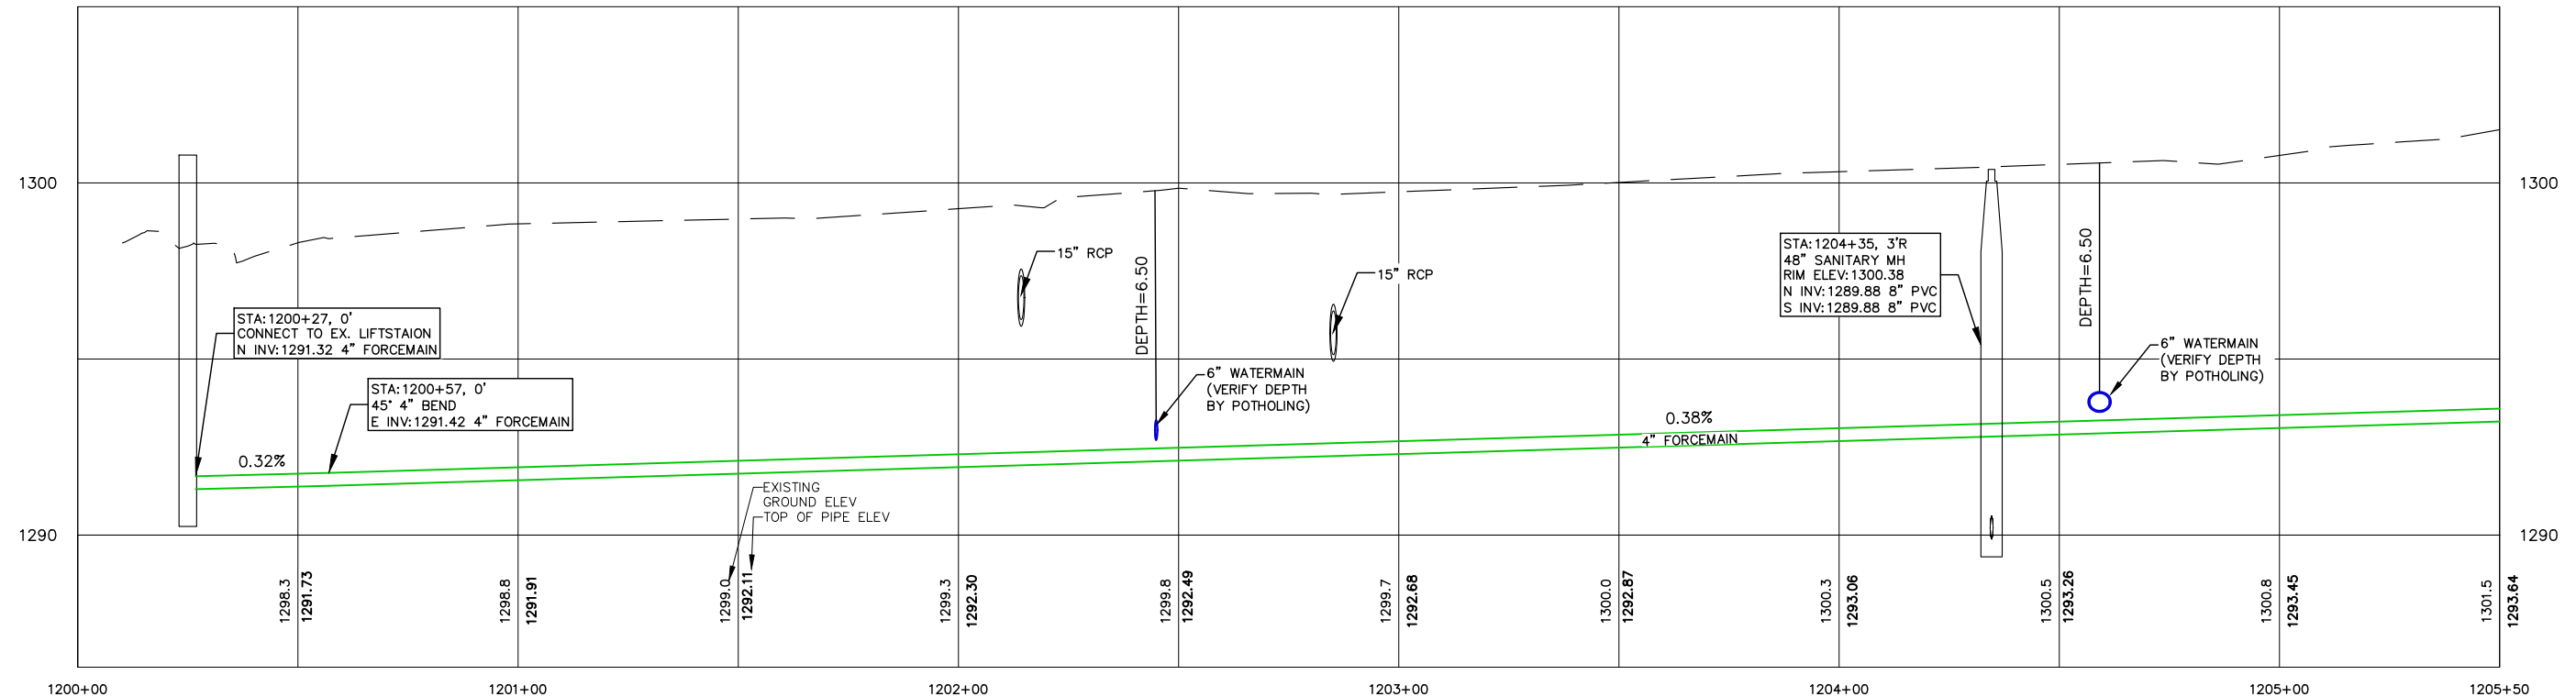 1300
1300
1290
1290
STA:1200+27, 0'
CONNECT TO EX. LIFTSTAION
N INV:1291.32 4" FORCEMAIN
STA:1200+57, 0'
45° 4" BEND
E INV:1291.42 4" FORCEMAIN
0.32%
EXISTING
GROUND ELEV
TOP OF PIPE ELEV
15" RCP
DEPTH=6.50
6" WATERMAIN
(VERIFY DEPTH
BY POTHOLING)
15" RCP
0.38%
4" FORCEMAIN
STA:1204+35, 3'R
48" SANITARY MH
RIM ELEV:1300.38
N INV:1289.88 8" PVC
S INV:1289.88 8" PVC
DEPTH=6.50
6" WATERMAIN
(VERIFY DEPTH
BY POTHOLING)
1298.3
1291.73
1298.8
1291.91
1299.0
1292.11
1299.3
1292.30
1299.8
1292.49
1299.7
1292.68
1300.0
1292.87
1300.3
1293.06
1300.5
1293.26
1300.8
1293.45
1301.5
1293.64
1200+00
1201+00
1202+00
1203+00
1204+00
1205+00
1205+50